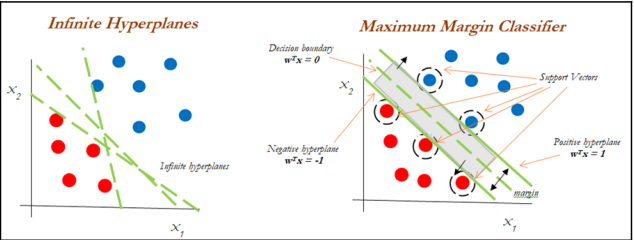 Infinite Hyperplanes
X2
Infinite hyperplanes
X1
Maximum Margin Classifier
Decision boundary
wᵀx = 0
Support Vectors
X2
Negative hyperplane
wᵀx = -1
Positive hyperplane
wᵀx = 1
margin
X1